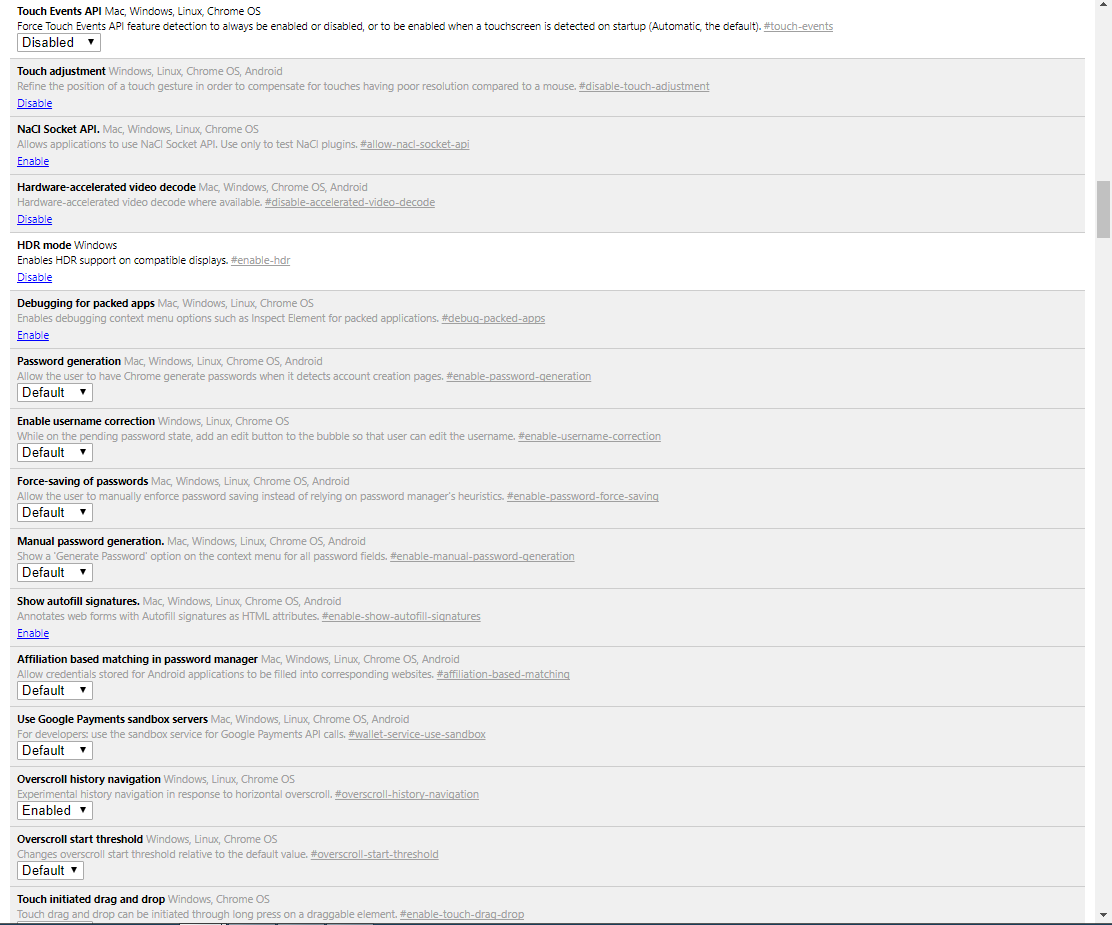 Touch Events API Mac, Windows, Linux, Chrome OS
Force Touch Events API feature detection to always be enabled or disabled, or to be enabled when a touchscreen is detected on startup (Automatic, the default). #touch-events
Disabled
Touch adjustment Windows, Linux, Chrome OS, Android
Refine the position of a touch gesture in order to compensate for touches having poor resolution compared to a mouse. #disable-touch-adjustment
Disable
NaCl Socket API. Mac, Windows, Linux, Chrome OS
Allows applications to use NaCl Socket API. Use only to test NaCl plugins. #allow-nacl-socket-api
Enable
Hardware-accelerated video decode Mac, Windows, Chrome OS, Android
Hardware-accelerated video decode where available. #disable-accelerated-video-decode
Disable
HDR mode Windows
Enables HDR support on compatible displays. #enable-hdr
Disable
Debugging for packed apps Mac, Windows, Linux, Chrome OS
Enables debugging context menu options such as Inspect Element for packed applications. #debug-packed-apps
Enable
Password generation Mac, Windows, Linux, Chrome OS, Android
Allow the user to have Chrome generate passwords when it detects account creation pages. #enable-password-generation
Default
Enable username correction Windows, Linux, Chrome OS
While on the pending password state, add an edit button to the bubble so that user can edit the username. #enable-username-correction
Default
Force-saving of passwords Mac, Windows, Linux, Chrome OS, Android
Allow the user to manually enforce password saving instead of relying on password manager's heuristics. #enable-password-force-saving
Default
Manual password generation. Mac, Windows, Linux, Chrome OS, Android
Show a 'Generate Password' option on the context menu for all password fields. #enable-manual-password-generation
Default
Show autofill signatures. Mac, Windows, Linux, Chrome OS, Android
Annotates web forms with Autofill signatures as HTML attributes. #enable-show-autofill-signatures
Enable
Affiliation based matching in password manager Mac, Windows, Linux, Chrome OS, Android
Allow credentials stored for Android applications to be filled into corresponding websites. #affiliation-based-matching
Default
Use Google Payments sandbox servers Mac, Windows, Linux, Chrome OS, Android
For developers: use the sandbox service for Google Payments API calls. #wallet-service-use-sandbox
Default
Overscroll history navigation Windows, Linux, Chrome OS
Experimental history navigation in response to horizontal overscroll. #overscroll-history-navigation
Enabled
Overscroll start threshold Windows, Linux, Chrome OS
Changes overscroll start threshold relative to the default value. #overscroll-start-threshold
Default
Touch initiated drag and drop Windows, Chrome OS
Touch drag and drop can be initiated through long press on a draggable element. #enable-touch-drag-drop